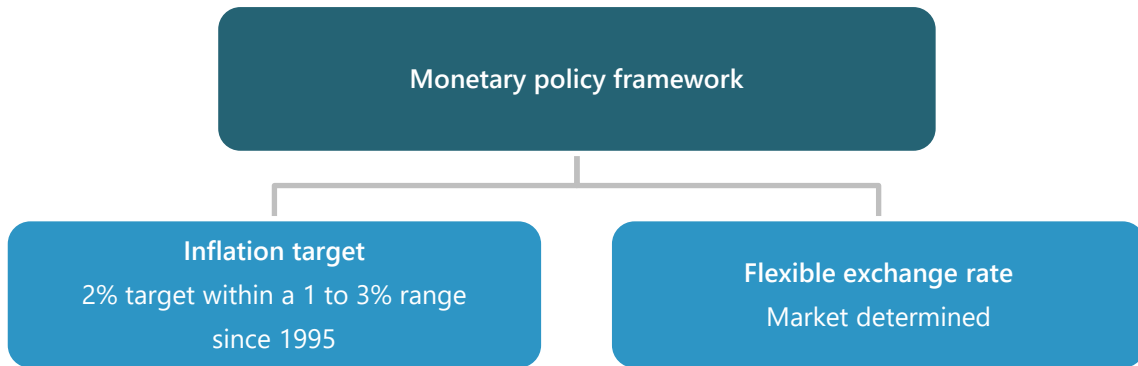 Monetary policy framework
Inflation target
2% target within a 1 to 3% range
since 1995
Flexible exchange rate
Market determined